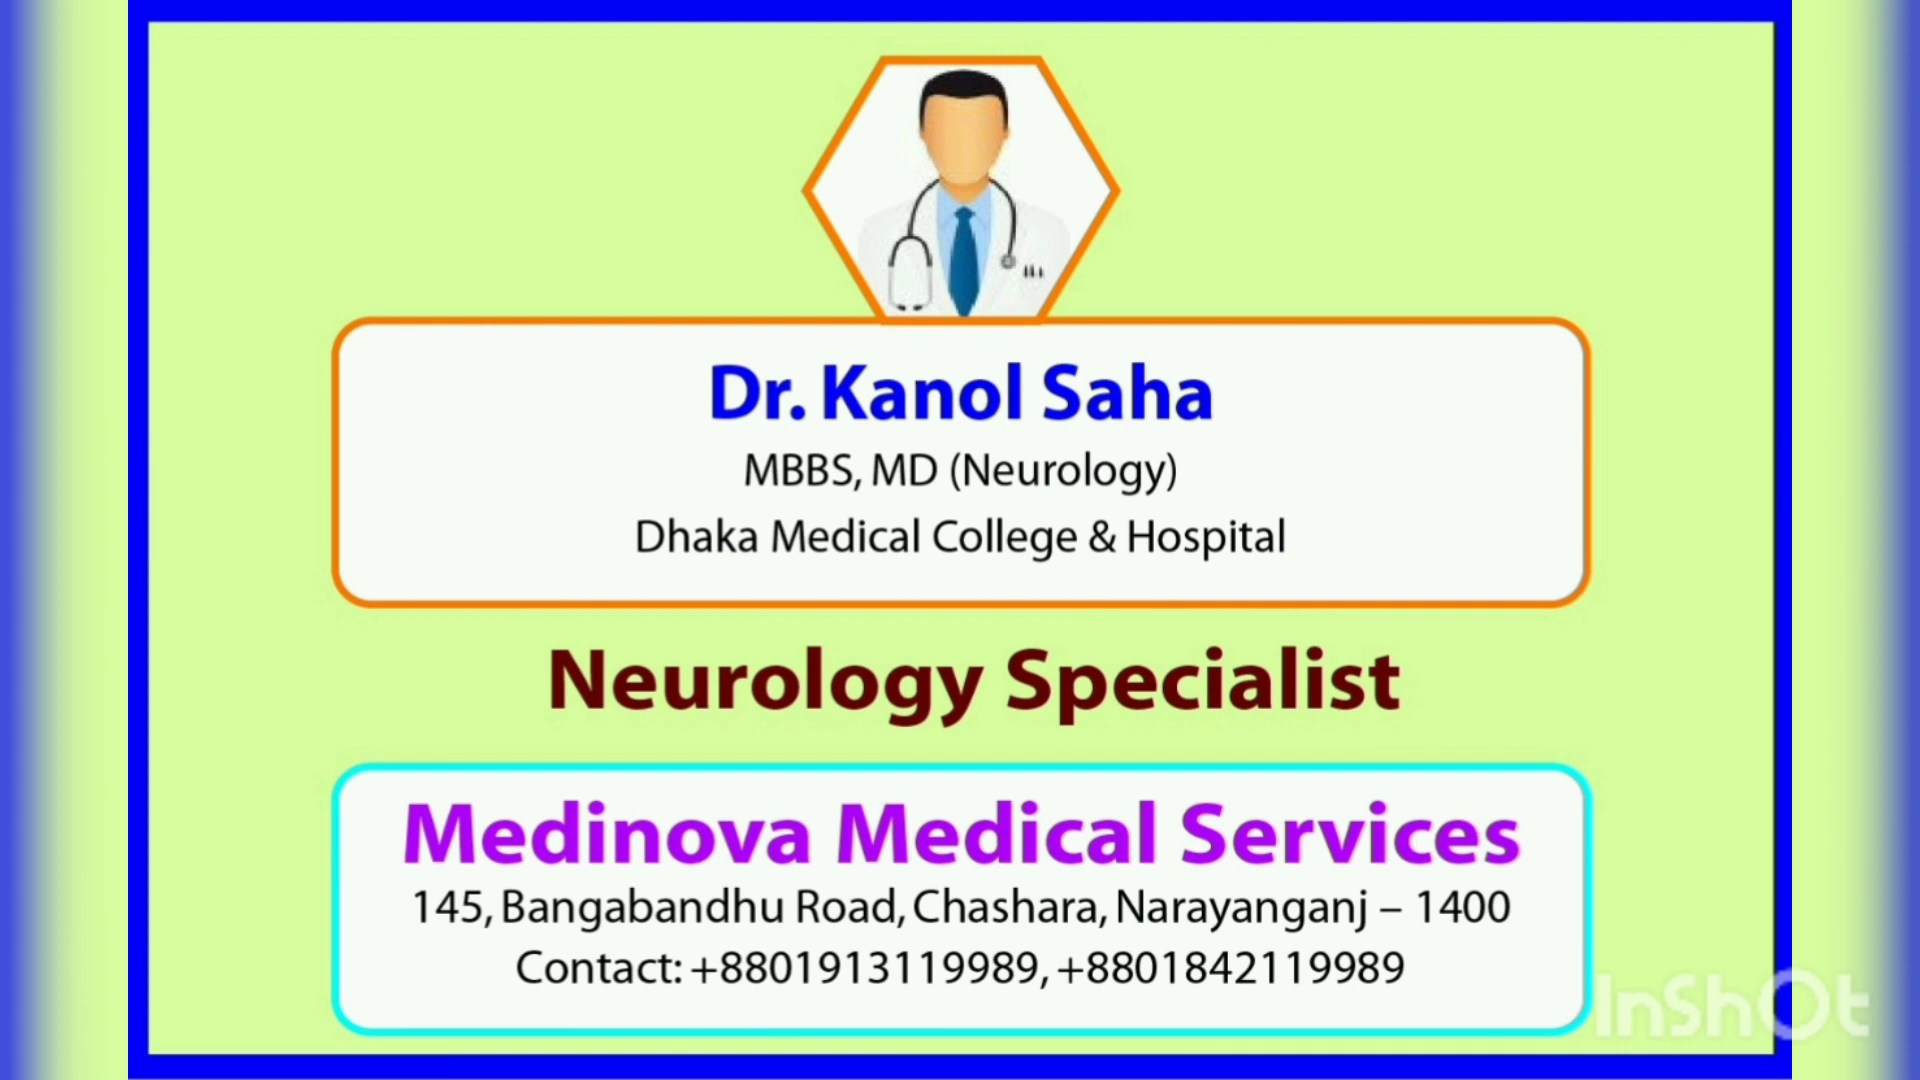 Dr. Kanol Saha
MBBS, MD (Neurology)
Dhaka Medical College & Hospital
Neurology Specialist
Medinova Medical Services
145, Bangabandhu Road, Chashara, Narayanganj – 1400
Contact: +8801913119989, +8801842119989
InShOt